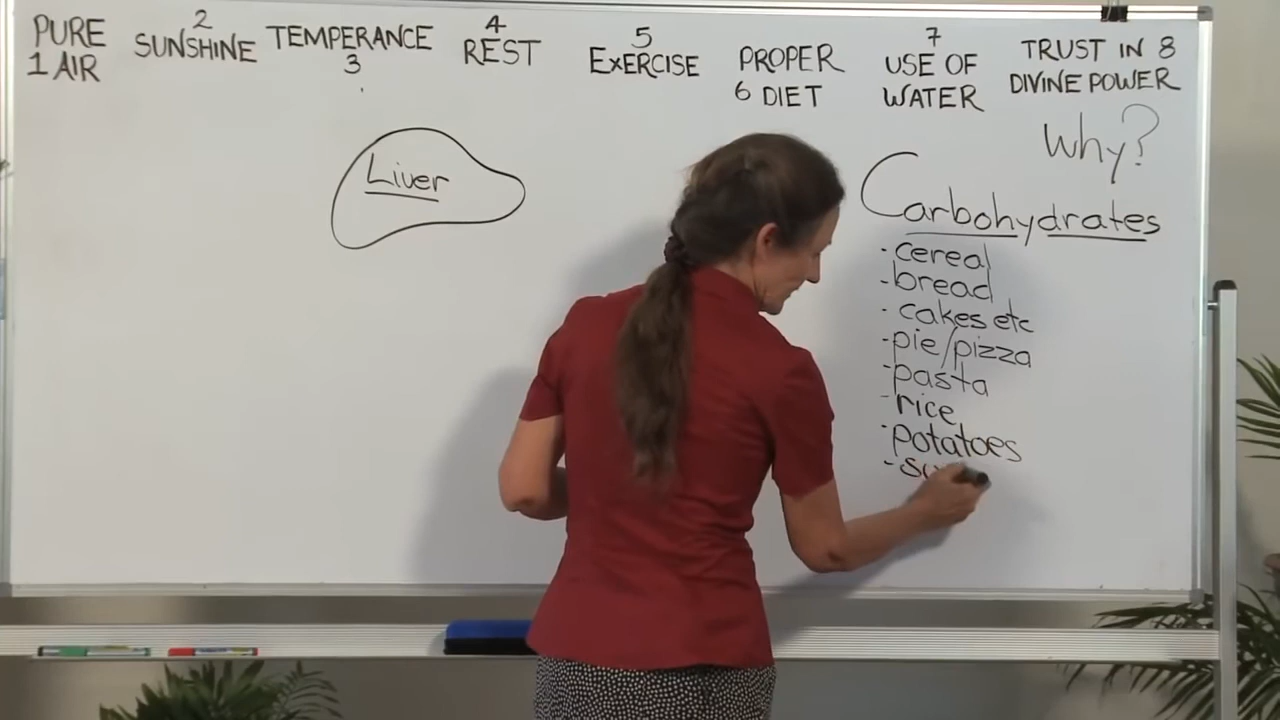 PURE
1 AIR
2
SUNSHINE
TEMPERANCE
3
4
REST
5
ExERCISE
PROPER
6 DIET
7
USE OF
WATER
TRUST IN 8
DIVINE POWER
Why?
Liver
Carbohydrates
- cereal
- bread
- cakes etc
- pie/pizza
- pasta
- rice
- potatoes